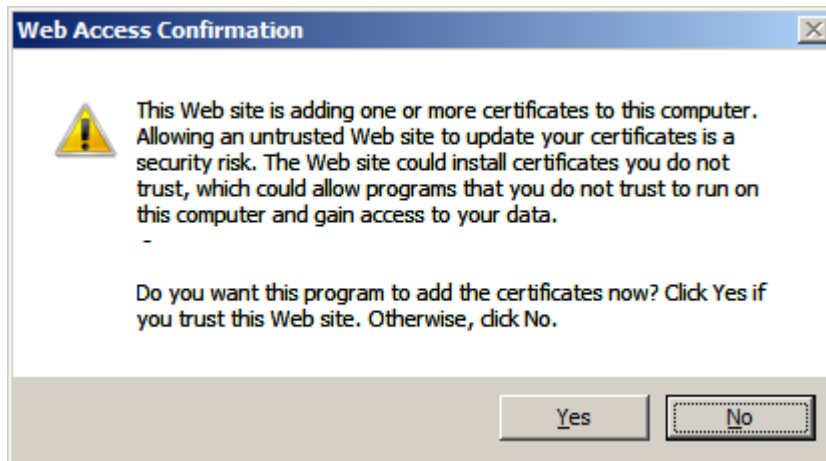 Web Access Confirmation
This Web site is adding one or more certificates to this computer.
Allowing an untrusted Web site to update your certificates is a
security risk. The Web site could install certificates you do not
trust, which could allow programs that you do not trust to run on
this computer and gain access to your data.
-
Do you want this program to add the certificates now? Click Yes if
you trust this Web site. Otherwise, click No.
Yes No